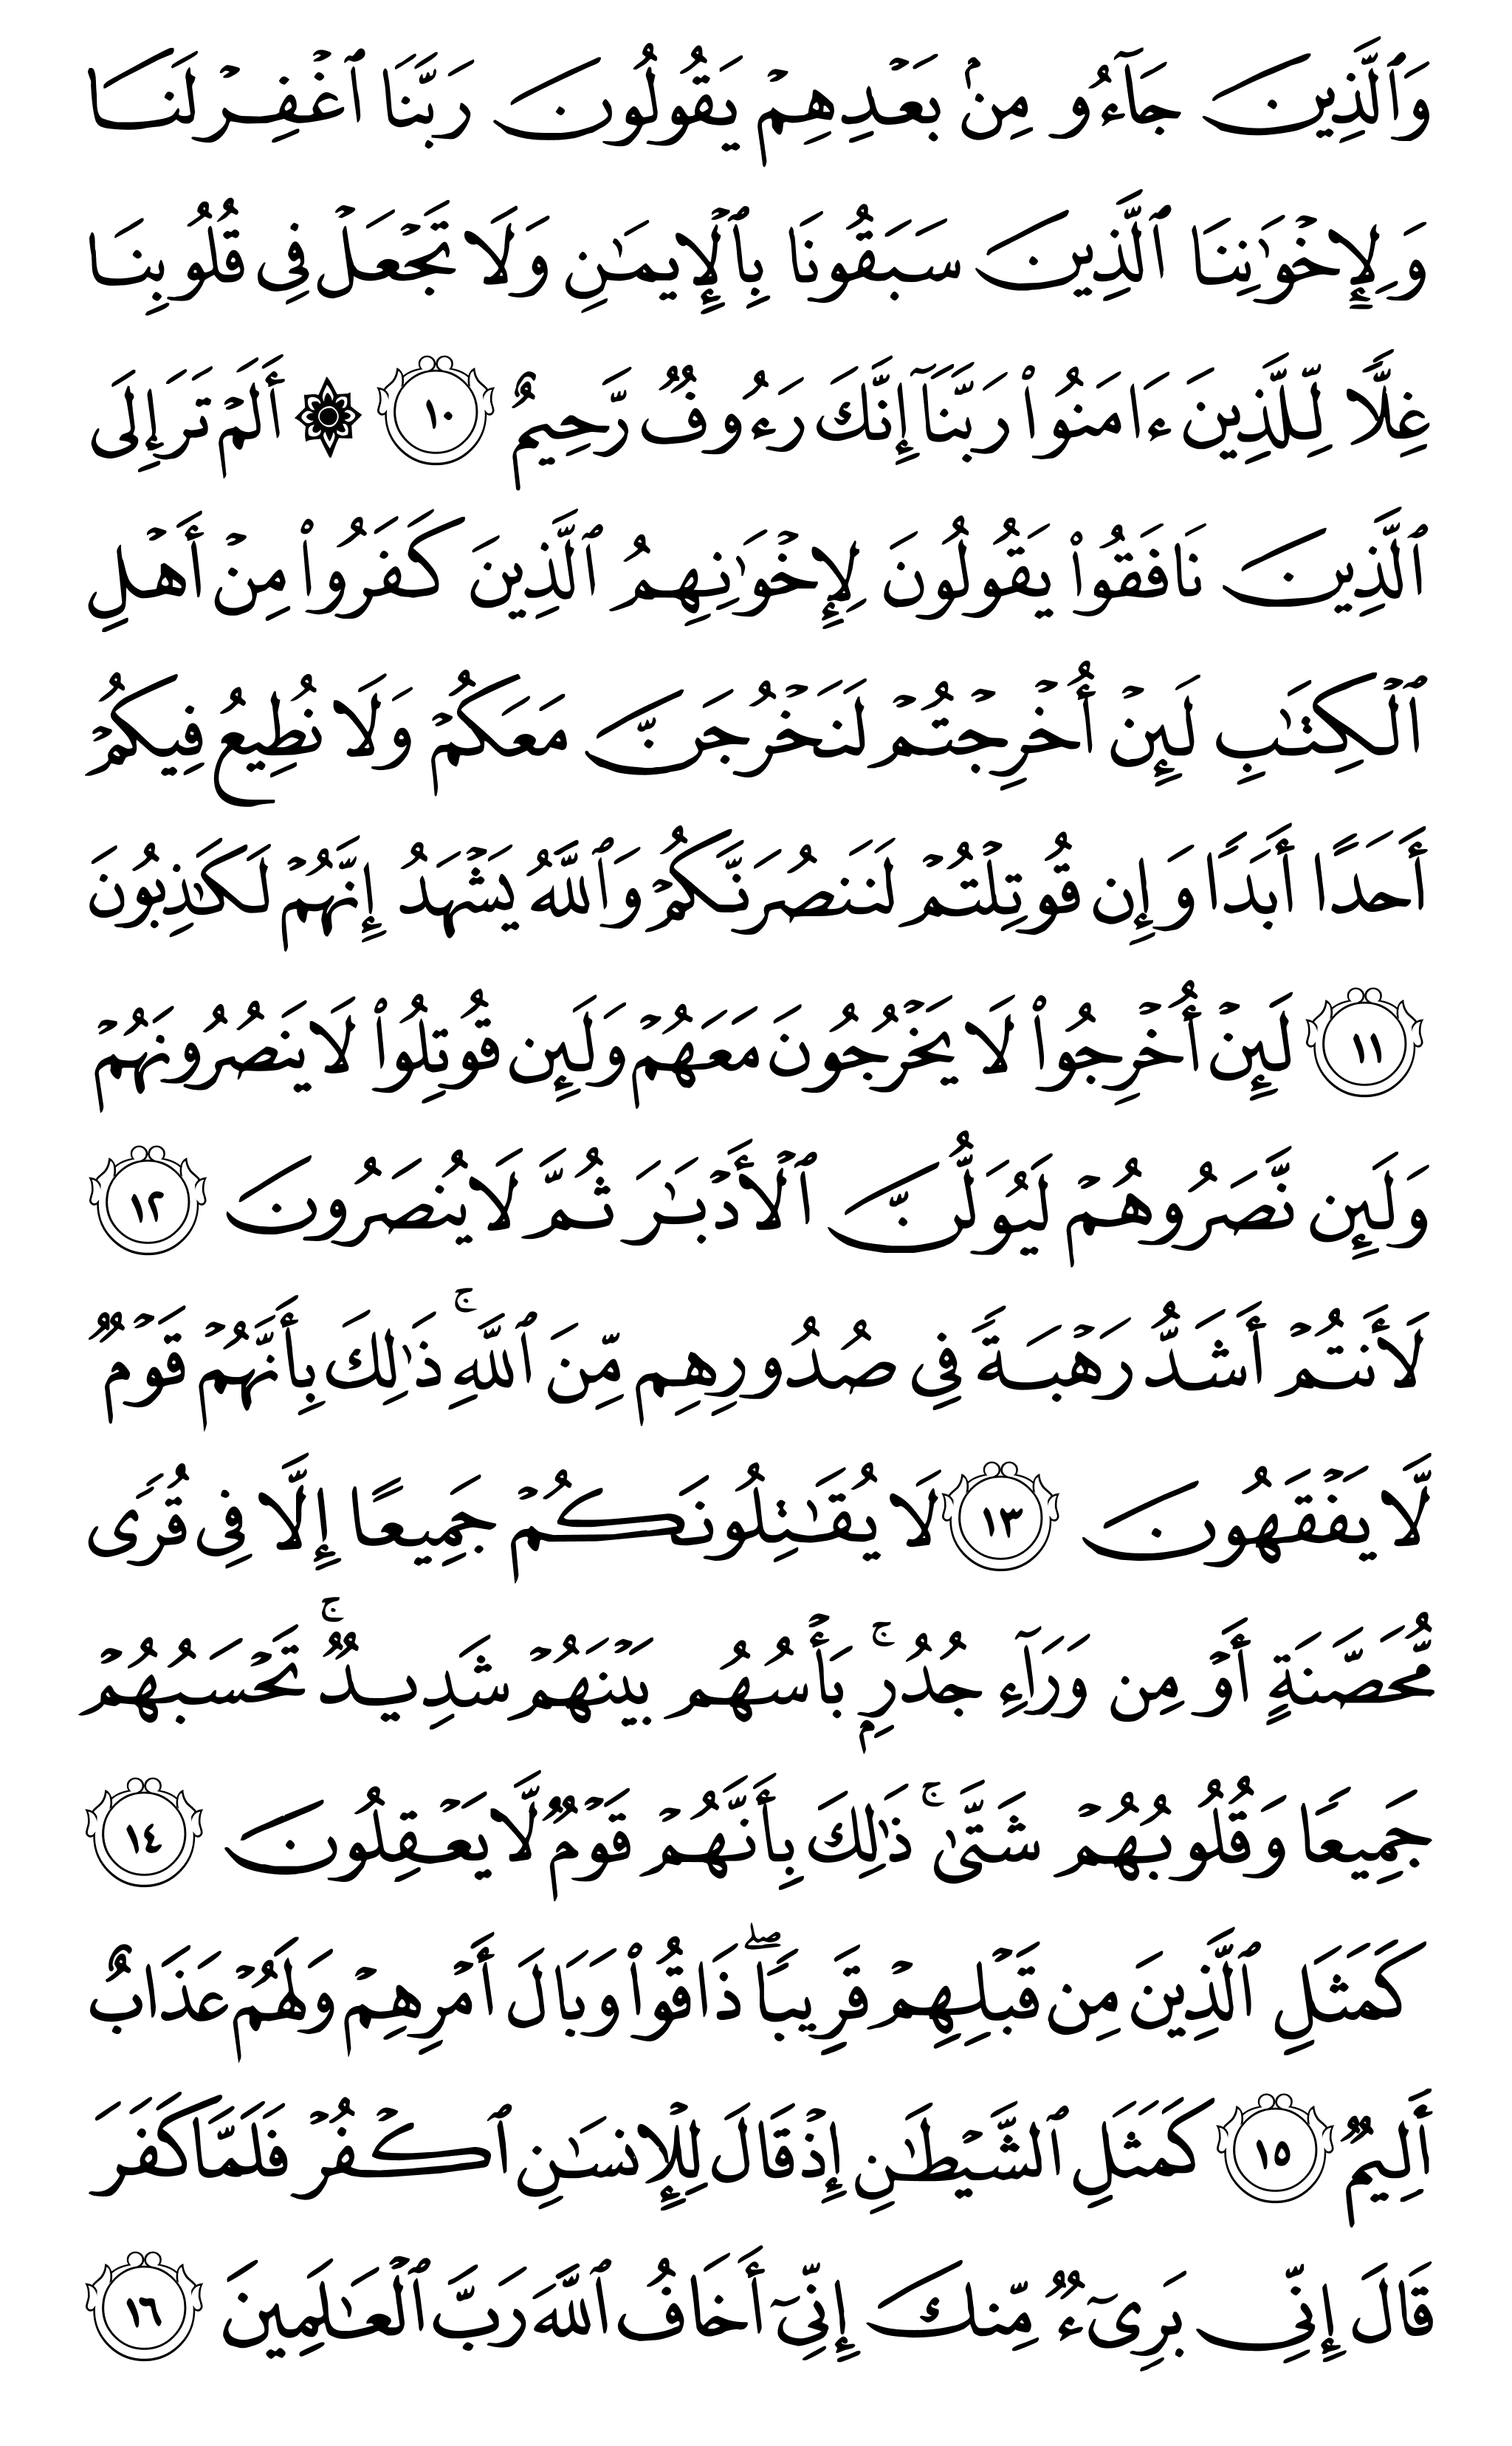 وَٱلَّذِينَ جَآءُو مِنۢ بَعۡدِهِمۡ يَقُولُونَ رَبَّنَا ٱغۡفِرۡ لَنَا
وَلِإِخۡوَٰنِنَا ٱلَّذِينَ سَبَقُونَا بِٱلۡإِيمَٰنِ وَلَا تَجۡعَلۡ فِي قُلُوبِنَا
غِلّٗا لِّلَّذِينَ ءَامَنُواْ رَبَّنَآ إِنَّكَ رَءُوفٞ رَّحِيمٌ ١٠ ۞ أَلَمۡ تَرَ إِلَى
ٱلَّذِينَ نَافَقُواْ يَقُولُونَ لِإِخۡوَٰنِهِمُ ٱلَّذِينَ كَفَرُواْ مِنۡ أَهۡلِ
ٱلۡكِتَٰبِ لَئِنۡ أُخۡرِجۡتُمۡ لَنَخۡرُجَنَّ مَعَكُمۡ وَلَا نُطِيعُ فِيكُمۡ
أَحَدًا أَبَدٗا وَإِن قُوتِلۡتُمۡ لَنَنصُرَنَّكُمۡ وَٱللَّهُ يَشۡهَدُ إِنَّهُمۡ لَكَٰذِبُونَ
١١ لَئِنۡ أُخۡرِجُواْ لَا يَخۡرُجُونَ مَعَهُمۡ وَلَئِن قُوتِلُواْ لَا يَنصُرُونَهُمۡ
وَلَئِن نَّصَرُوهُمۡ لَيُوَلُّنَّ ٱلۡأَدۡبَٰرَ ثُمَّ لَا يُنصَرُونَ ١٢
لَأَنتُمۡ أَشَدُّ رَهۡبَةٗ فِي صُدُورِهِم مِّنَ ٱللَّهِۚ ذَٰلِكَ بِأَنَّهُمۡ قَوۡمٞ
لَّا يَفۡقَهُونَ ١٣ لَا يُقَٰتِلُونَكُمۡ جَمِيعًا إِلَّا فِي قُرٗى
مُّحَصَّنَةٍ أَوۡ مِن وَرَآءِ جُدُرِۭۚ بَأۡسُهُم بَيۡنَهُمۡ شَدِيدٞۚ تَحۡسَبُهُمۡ
جَمِيعٗا وَقُلُوبُهُمۡ شَتَّىٰۚ ذَٰلِكَ بِأَنَّهُمۡ قَوۡمٞ لَّا يَعۡقِلُونَ ١٤
كَمَثَلِ ٱلَّذِينَ مِن قَبۡلِهِمۡ قَرِيبٗاۖ ذَاقُواْ وَبَالَ أَمۡرِهِمۡ وَلَهُمۡ عَذَابٌ
أَلِيمٞ ١٥ كَمَثَلِ ٱلشَّيۡطَٰنِ إِذۡ قَالَ لِلۡإِنسَٰنِ ٱكۡفُرۡ فَلَمَّا كَفَرَ
قَالَ إِنِّي بَرِيٓءٞ مِّنكَ إِنِّيٓ أَخَافُ ٱللَّهَ رَبَّ ٱلۡعَٰلَمِينَ ١٦